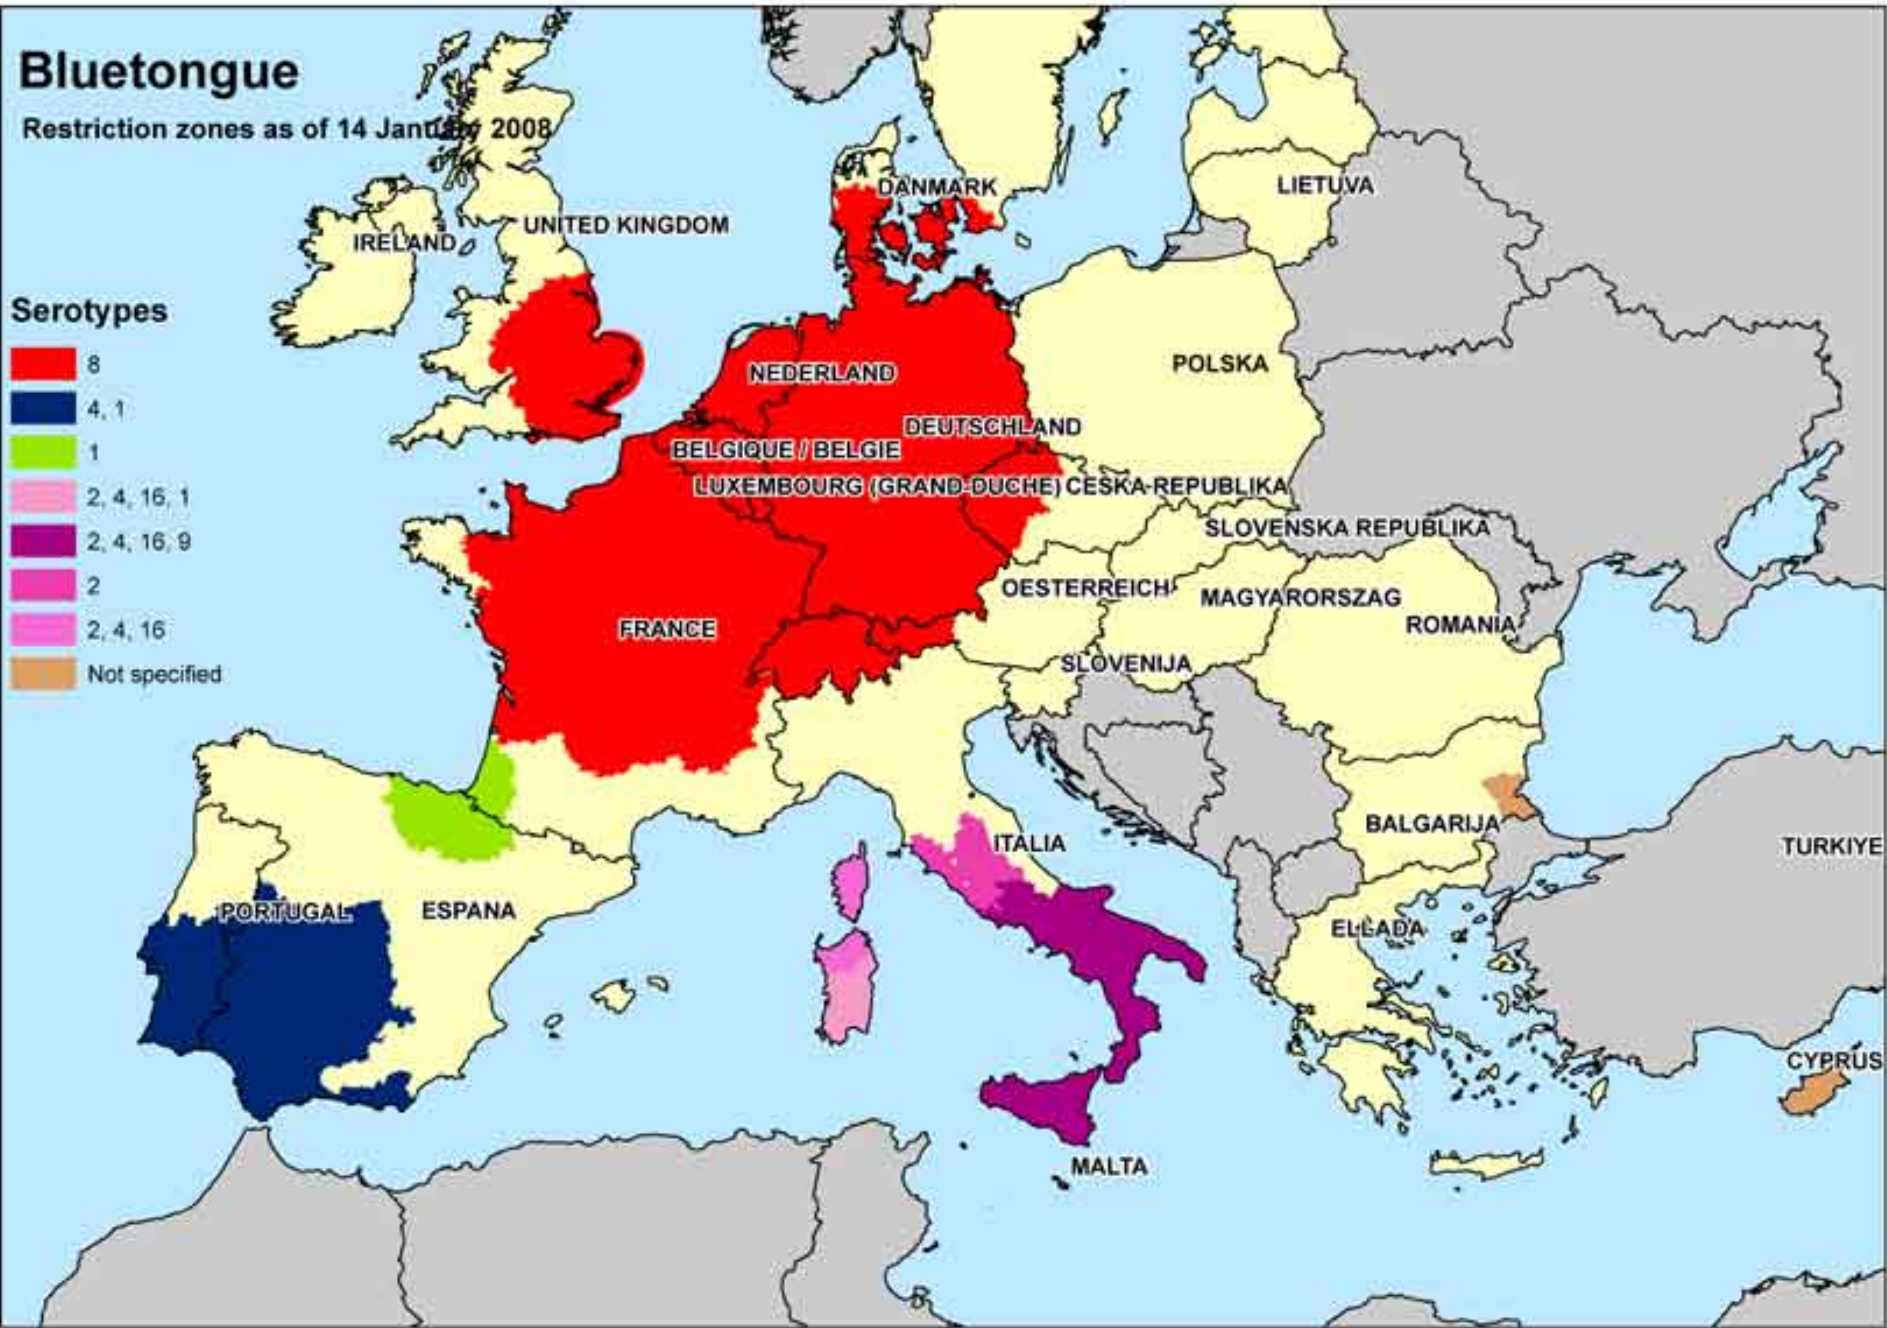 Bluetongue
Restriction zones as of 14 January 2008
DANMARK
LIETUVA
UNITED KINGDOM
IRELAND
Serotypes
8
4, 1
1
2, 4, 16, 1
2, 4, 16, 9
2
2, 4, 16
Not specified
NEDERLAND
POLSKA
DEUTSCHLAND
BELGIQUE / BELGIE
LUXEMBOURG (GRAND-DUCHE)
CESKA REPUBLIKA
SLOVENSKA REPUBLIKA
OESTERREICH
MAGYARORSZAG
ROMANIA
FRANCE
SLOVENIJA
BALGARIJA
ITALIA
TURKIYE
PORTUGAL
ESPANA
ELLADA
CYPRUS
MALTA